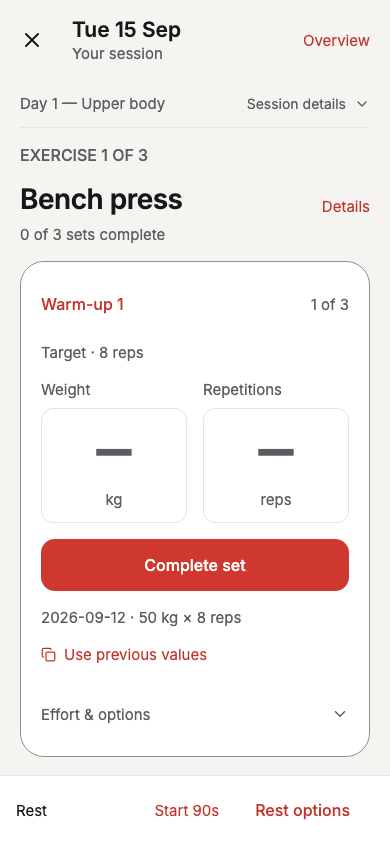 Tue 15 Sep
Your session
Overview
Day 1 — Upper body
Session details
EXERCISE 1 OF 3
Bench press
Details
0 of 3 sets complete
Warm-up 1
1 of 3
Target · 8 reps
Weight
Repetitions
—
—
kg
reps
Complete set
2026-09-12 · 50 kg × 8 reps
Use previous values
Effort & options
Rest
Start 90s
Rest options